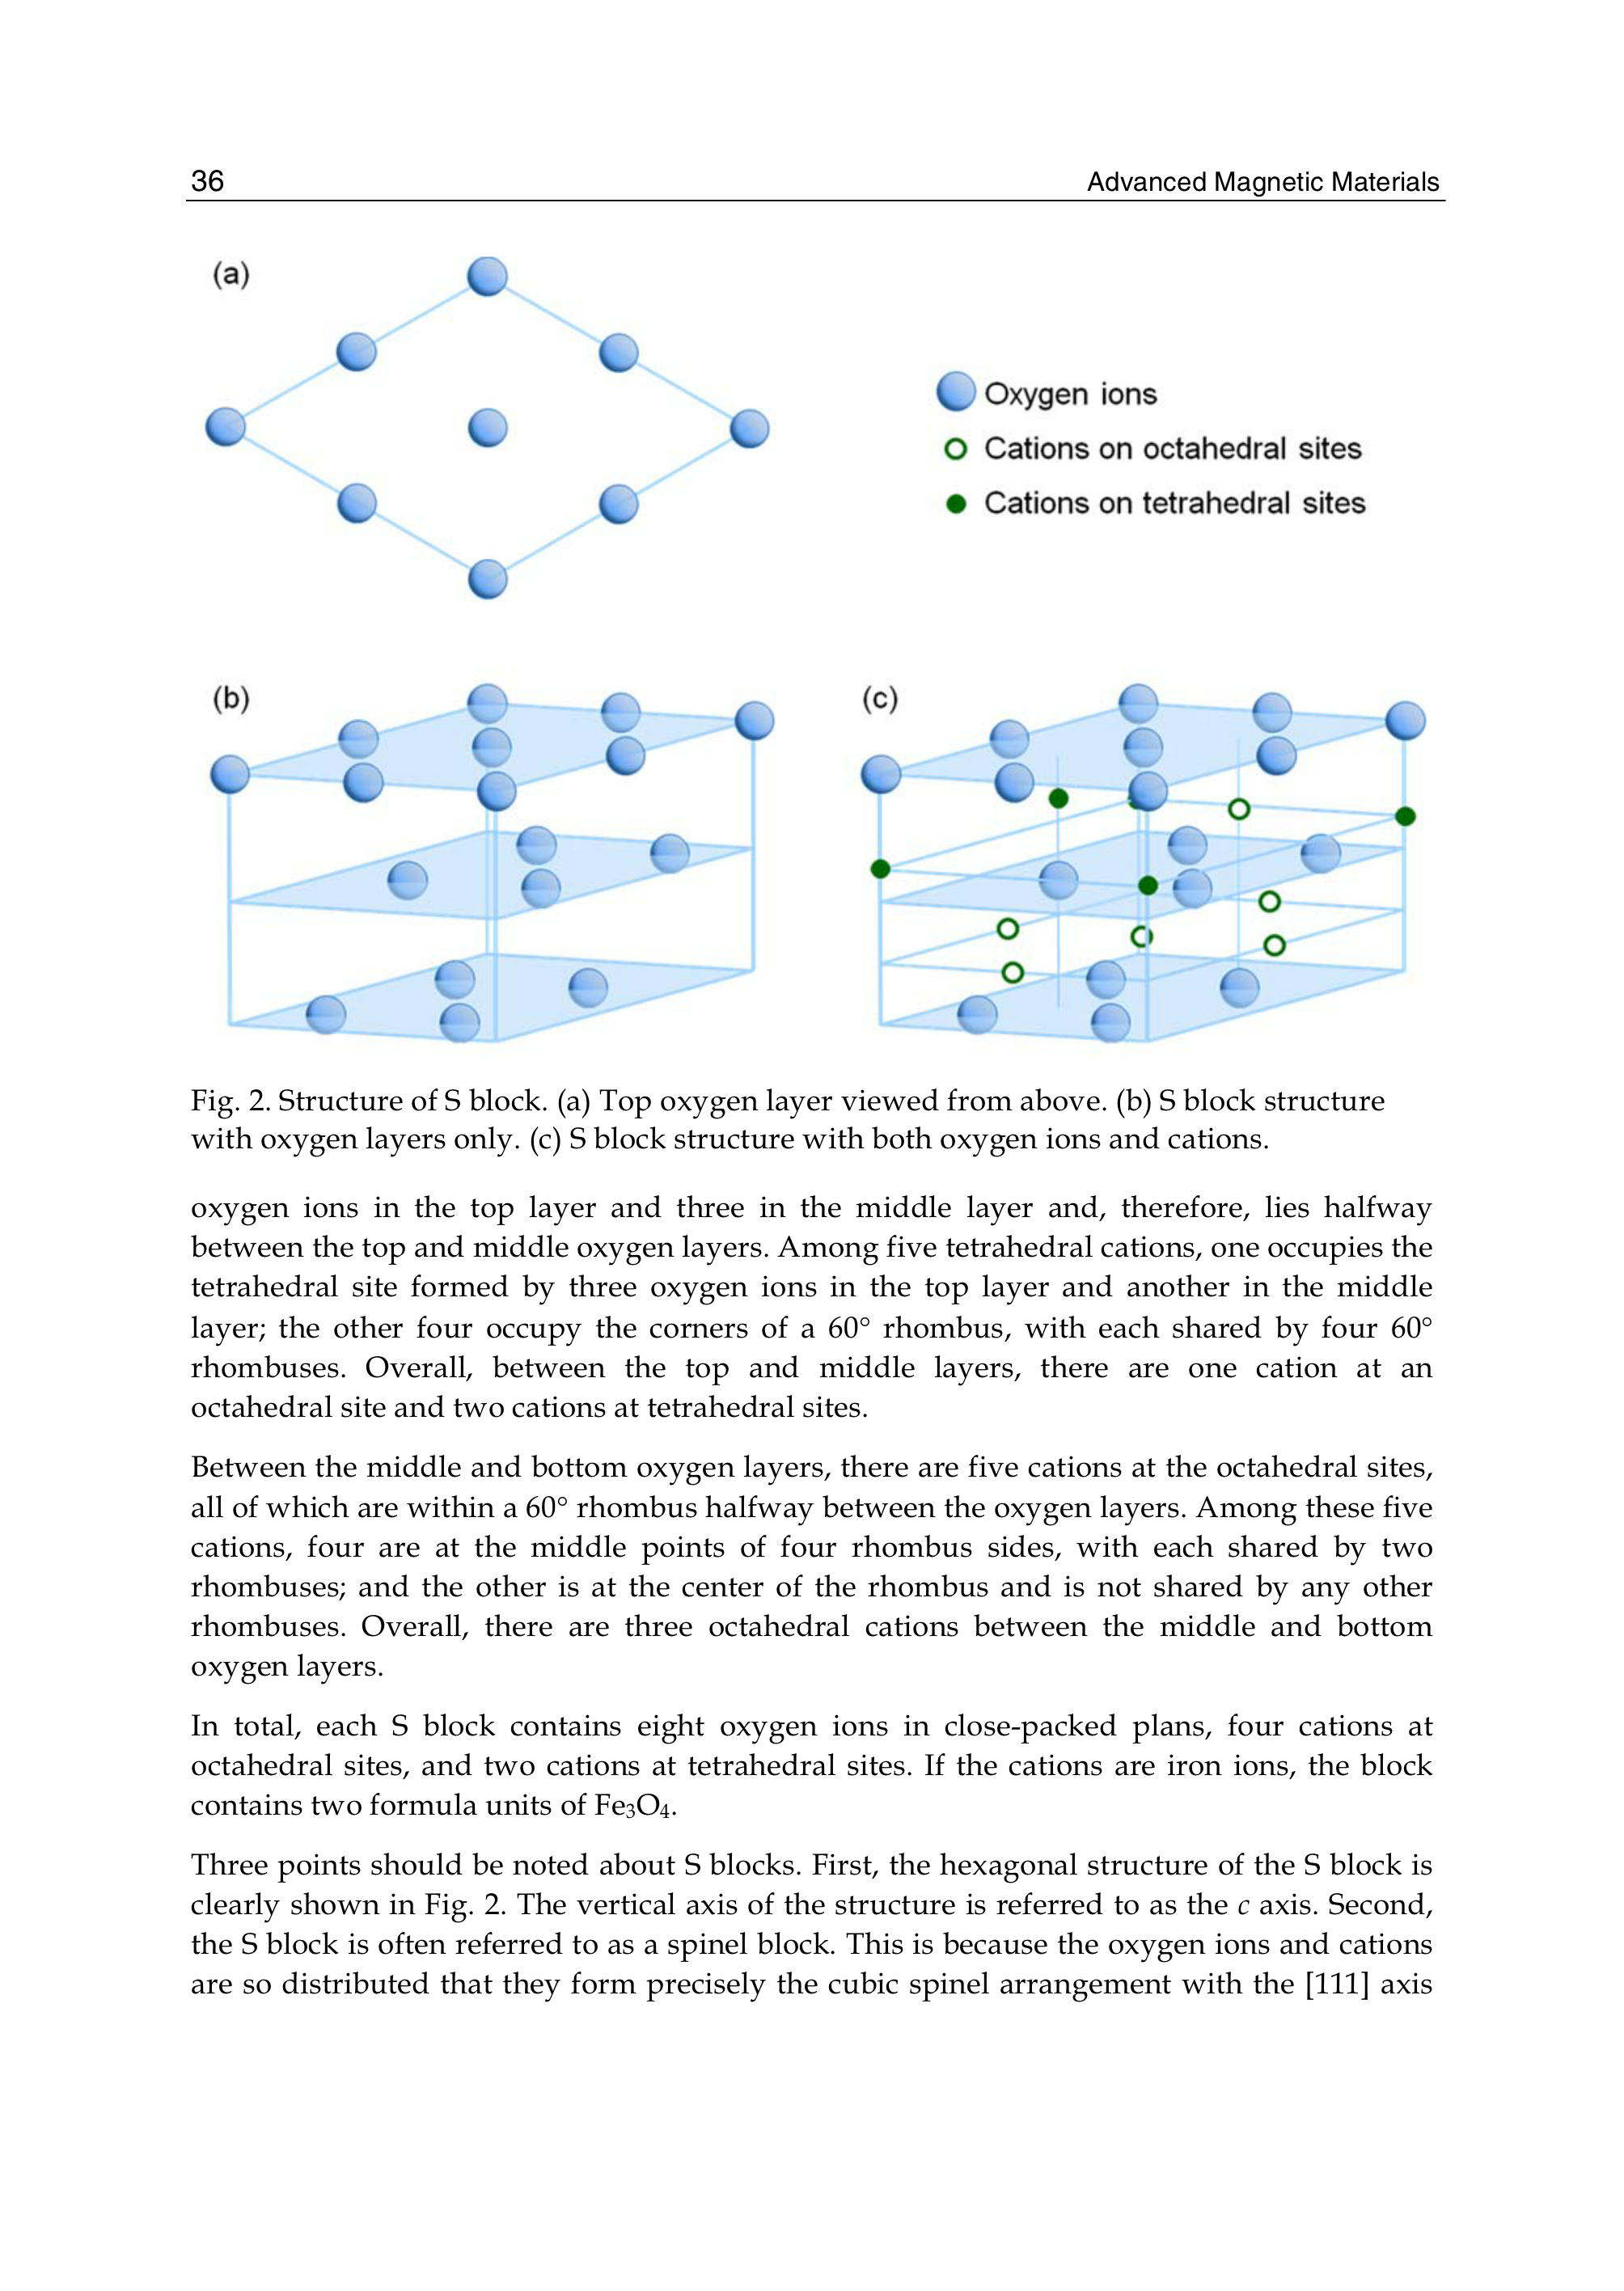 36
Advanced Magnetic Materials
(a)
Oxygen ions
Cations on octahedral sites
Cations on tetrahedral sites
(b)
(c)
Fig. 2. Structure of S block. (a) Top oxygen layer viewed from above. (b) S block structure
with oxygen layers only. (c) S block structure with both oxygen ions and cations.
oxygen ions in the top layer and three in the middle layer and, therefore, lies halfway
between the top and middle oxygen layers. Among five tetrahedral cations, one occupies the
tetrahedral site formed by three oxygen ions in the top layer and another in the middle
layer; the other four occupy the corners of a 60° rhombus, with each shared by four 60°
rhombuses. Overall, between the top and middle layers, there are one cation at an
octahedral site and two cations at tetrahedral sites.
Between the middle and bottom oxygen layers, there are five cations at the octahedral sites,
all of which are within a 60° rhombus halfway between the oxygen layers. Among these five
cations, four are at the middle points of four rhombus sides, with each shared by two
rhombuses; and the other is at the center of the rhombus and is not shared by any other
rhombuses. Overall, there are three octahedral cations between the middle and bottom
oxygen layers.
In total, each S block contains eight oxygen ions in close-packed plans, four cations at
octahedral sites, and two cations at tetrahedral sites. If the cations are iron ions, the block
contains two formula units of Fe₃O₄.
Three points should be noted about S blocks. First, the hexagonal structure of the S block is
clearly shown in Fig. 2. The vertical axis of the structure is referred to as the c axis. Second,
the S block is often referred to as a spinel block. This is because the oxygen ions and cations
are so distributed that they form precisely the cubic spinel arrangement with the [111] axis